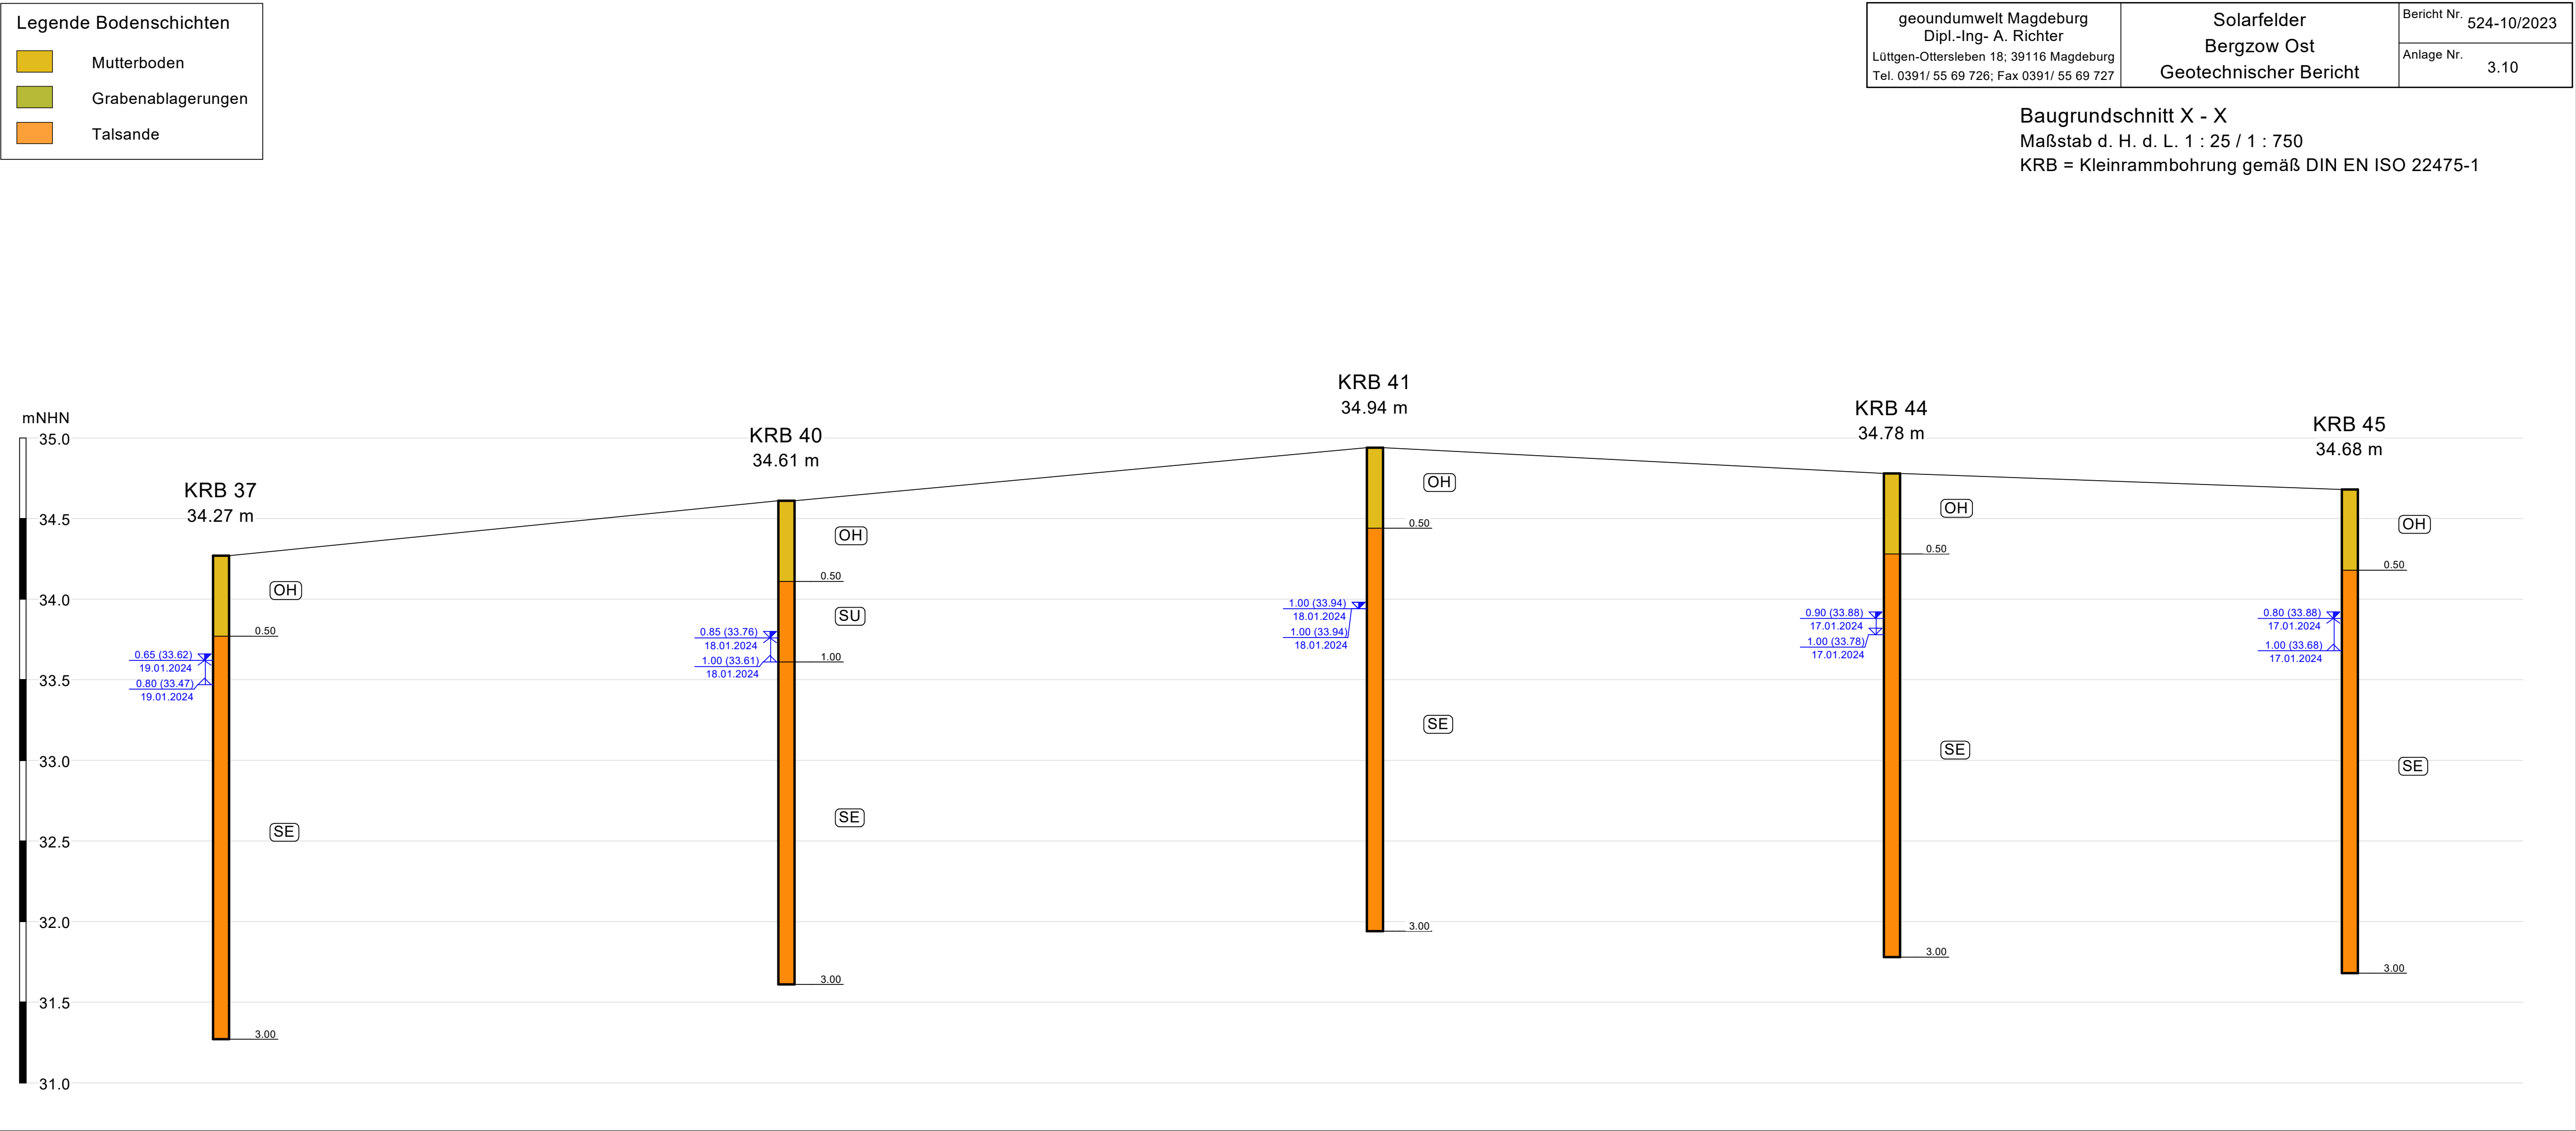 Legende Bodenschichten
Mutterboden
Grabenablagerungen
Talsande
geoundumwelt Magdeburg
Dipl.-Ing- A. Richter
Lüttgen-Ottersleben 18; 39116 Magdeburg
Tel. 0391/ 55 69 726; Fax 0391/ 55 69 727
Solarfelder
Bergzow Ost
Geotechnischer Bericht
Bericht Nr. 524-10/2023
Anlage Nr. 3.10
Baugrundschnitt X - X
Maßstab d. H. d. L. 1 : 25 / 1 : 750
KRB = Kleinrammbohrung gemäß DIN EN ISO 22475-1
mNHN
35.0
34.5
34.0
33.5
33.0
32.5
32.0
31.5
31.0
KRB 37
34.27 m
OH
0.50
0.65 (33.62)
19.01.2024
0.80 (33.47)
19.01.2024
SE
3.00
KRB 40
34.61 m
OH
0.50
SU
0.85 (33.76)
18.01.2024
1.00 (33.61)
18.01.2024
1.00
SE
3.00
KRB 41
34.94 m
OH
0.50
1.00 (33.94)
18.01.2024
1.00 (33.94)
18.01.2024
SE
3.00
KRB 44
34.78 m
OH
0.50
0.90 (33.88)
17.01.2024
1.00 (33.78)
17.01.2024
SE
3.00
KRB 45
34.68 m
OH
0.50
0.80 (33.88)
17.01.2024
1.00 (33.68)
17.01.2024
SE
3.00